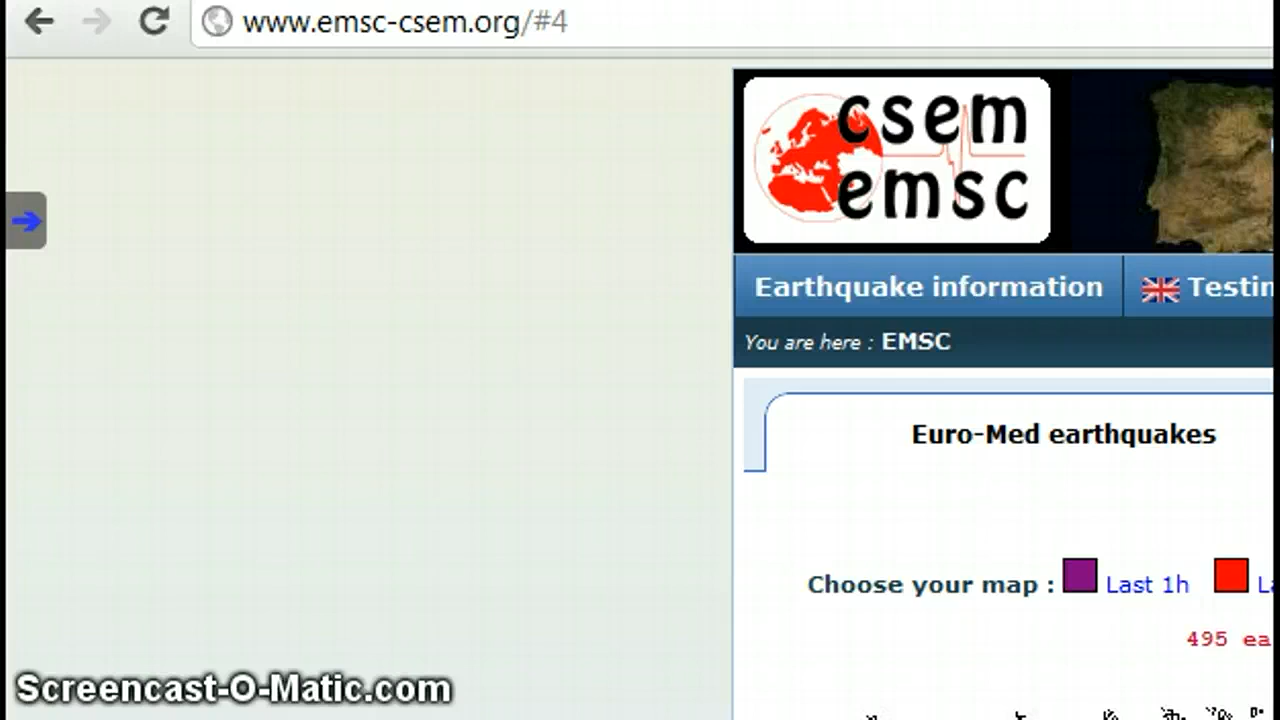 www.emsc-csem.org/#4
csem
emsc
Earthquake information
You are here : EMSC
Euro-Med earthquakes
Choose your map : Last 1h
495
Screencast-O-Matic.com